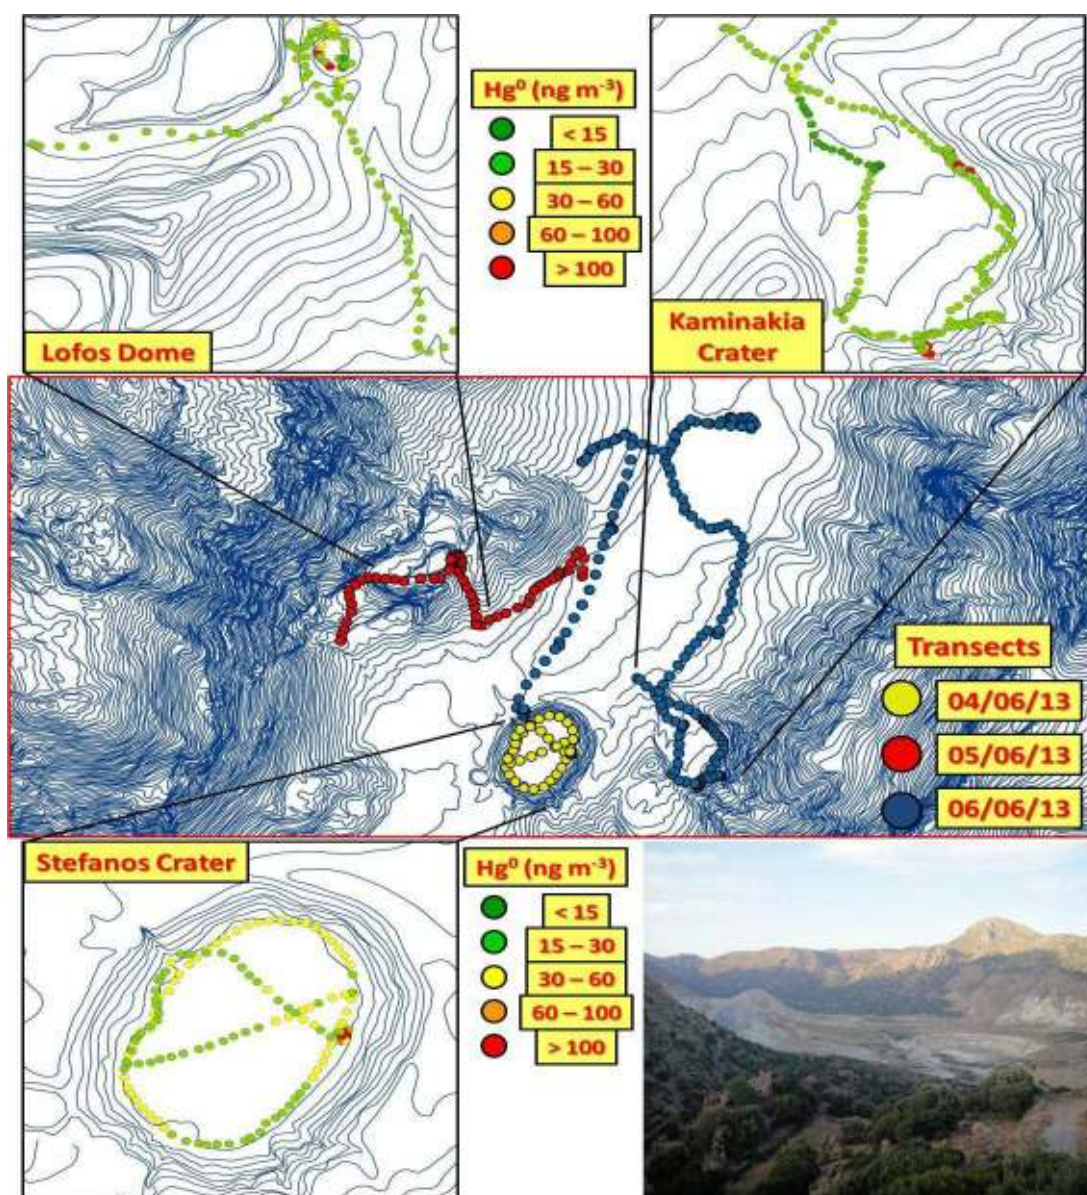 Hg⁰ (ng m⁻³)
< 15
15 – 30
30 – 60
60 – 100
> 100
Lofos Dome
Kaminakia
Crater
Transects
04/06/13
05/06/13
06/06/13
Stefanos Crater
Hg⁰ (ng m⁻³)
< 15
15 – 30
30 – 60
60 – 100
> 100